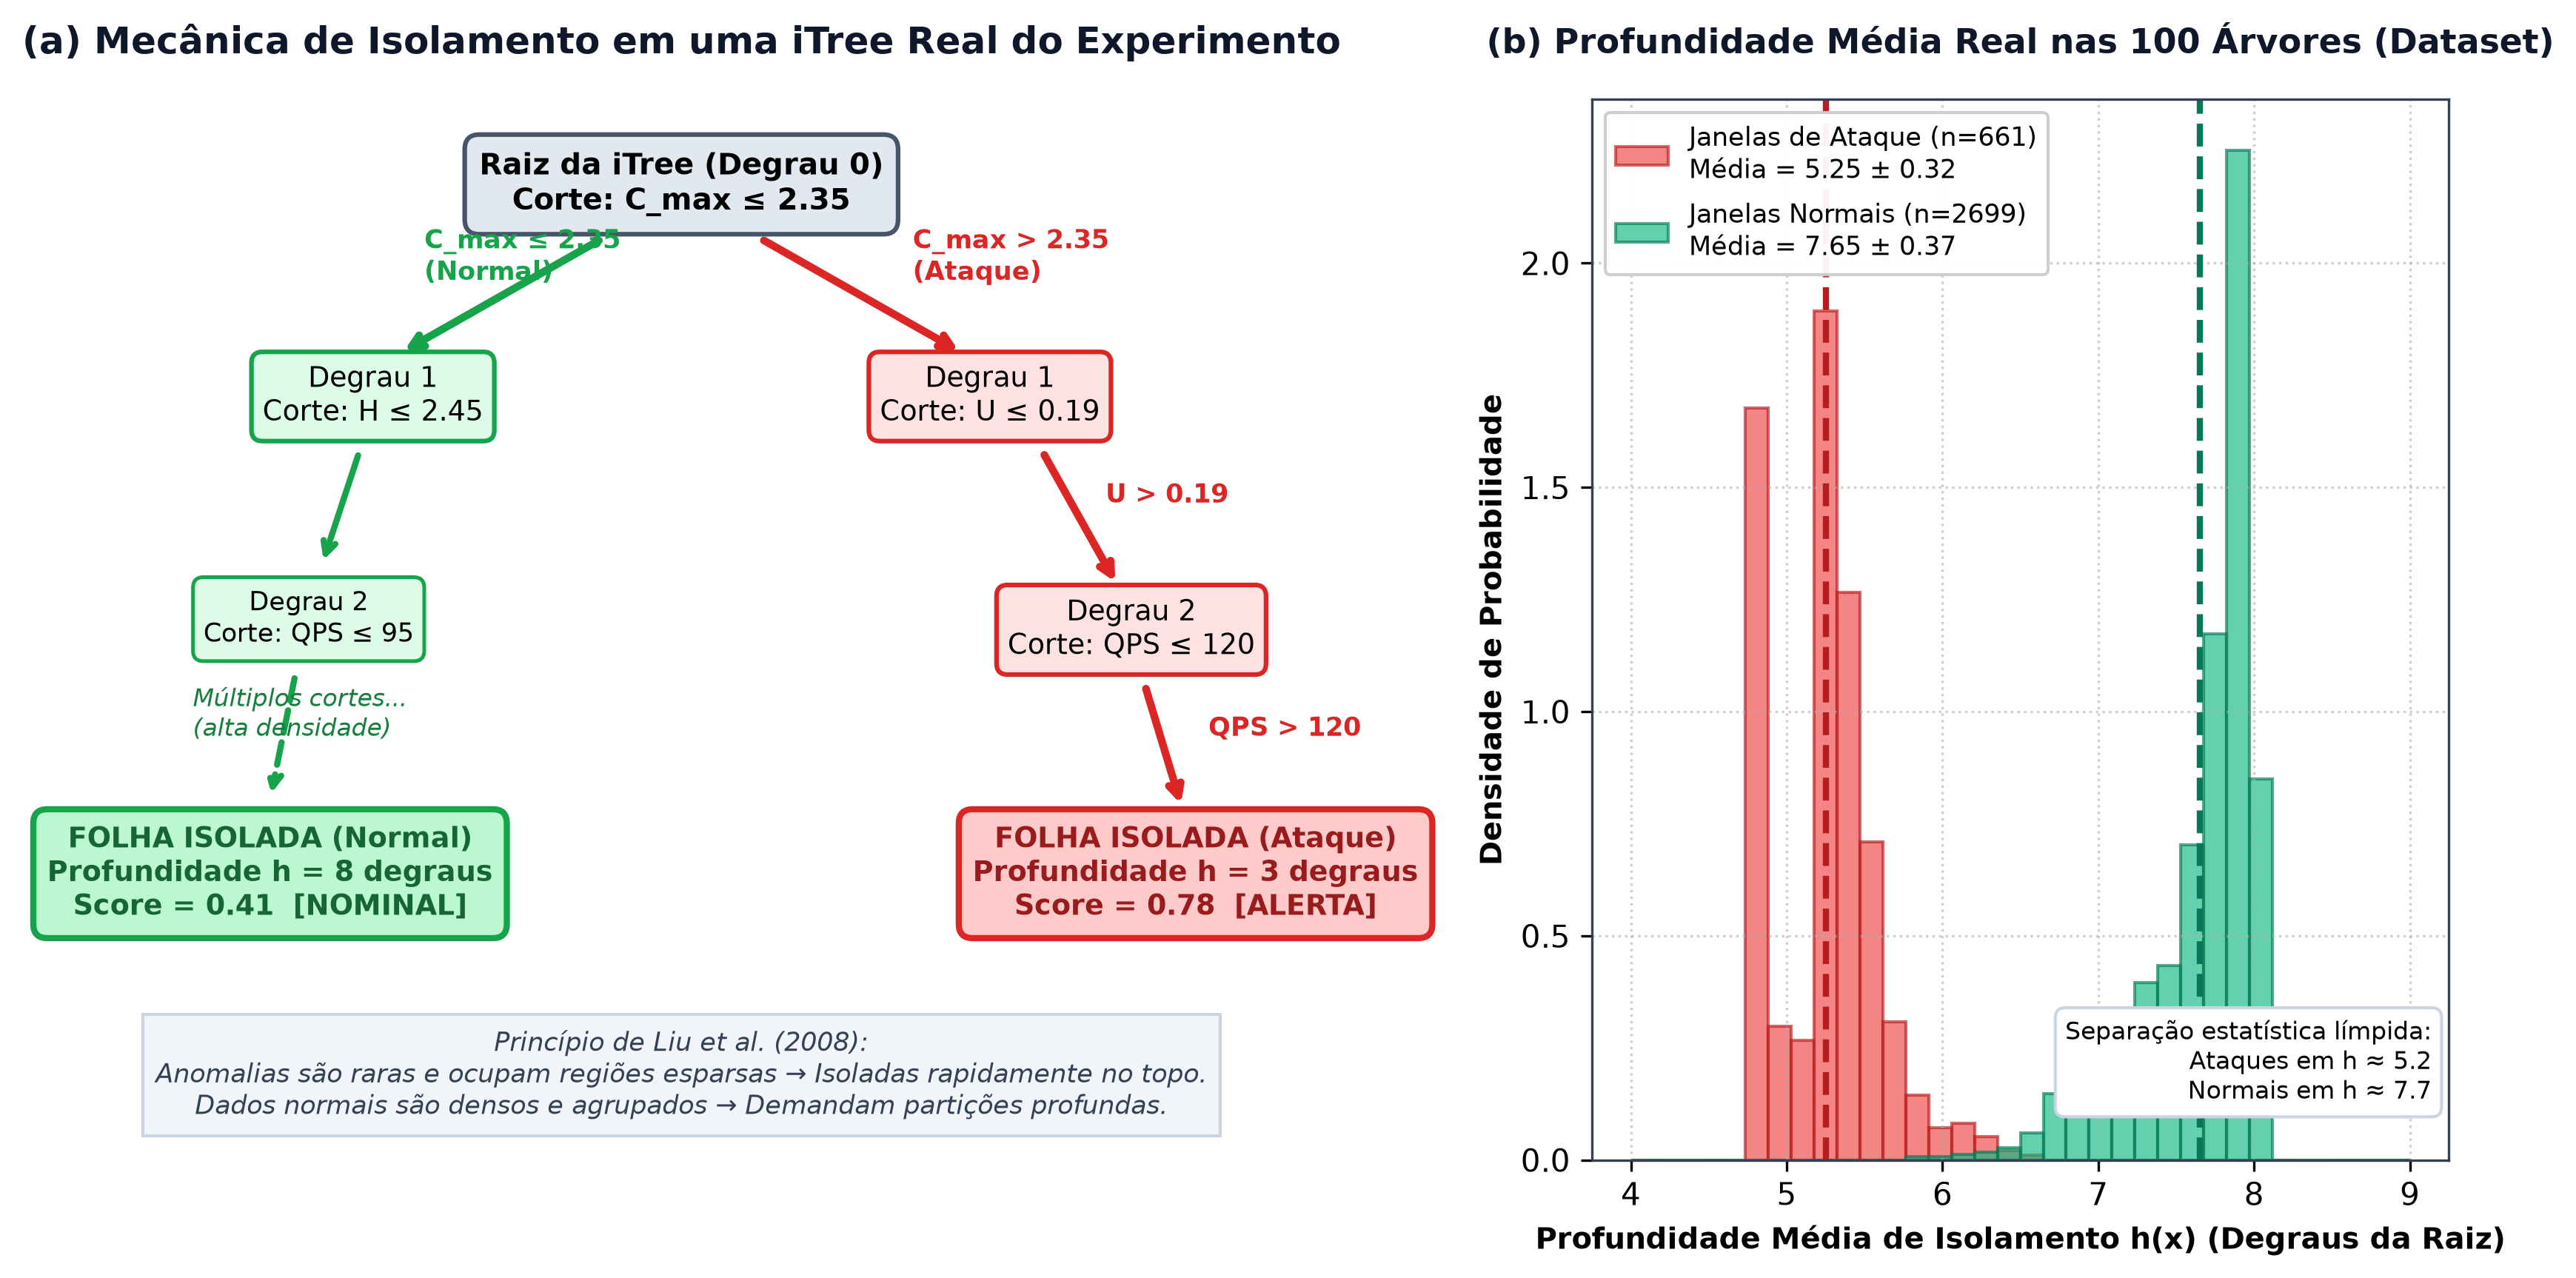 (a) Mecânica de Isolamento em uma iTree Real do Experimento
Raiz da iTree (Degrau 0)
Corte: C_max ≤ 2.35
C_max ≤ 2.35
(Normal)
C_max > 2.35
(Ataque)
Degrau 1
Corte: H ≤ 2.45
Degrau 1
Corte: U ≤ 0.19
U > 0.19
Degrau 2
Corte: QPS ≤ 95
Degrau 2
Corte: QPS ≤ 120
Múltiplos cortes...
(alta densidade)
QPS > 120
FOLHA ISOLADA (Normal)
Profundidade h = 8 degraus
Score = 0.41 [NOMINAL]
FOLHA ISOLADA (Ataque)
Profundidade h = 3 degraus
Score = 0.78 [ALERTA]
Princípio de Liu et al. (2008):
Anomalias são raras e ocupam regiões esparsas → Isoladas rapidamente no topo.
Dados normais são densos e agrupados → Demandam partições profundas.
(b) Profundidade Média Real nas 100 Árvores (Dataset)
Janelas de Ataque (n=661)
Média = 5.25 ± 0.32
Janelas Normais (n=2699)
Média = 7.65 ± 0.37
Densidade de Probabilidade
2.0
1.5
1.0
0.5
0.0
Separação estatística límpida:
Ataques em h ≈ 5.2
Normais em h ≈ 7.7
4 5 6 7 8 9
Profundidade Média de Isolamento h(x) (Degraus da Raiz)